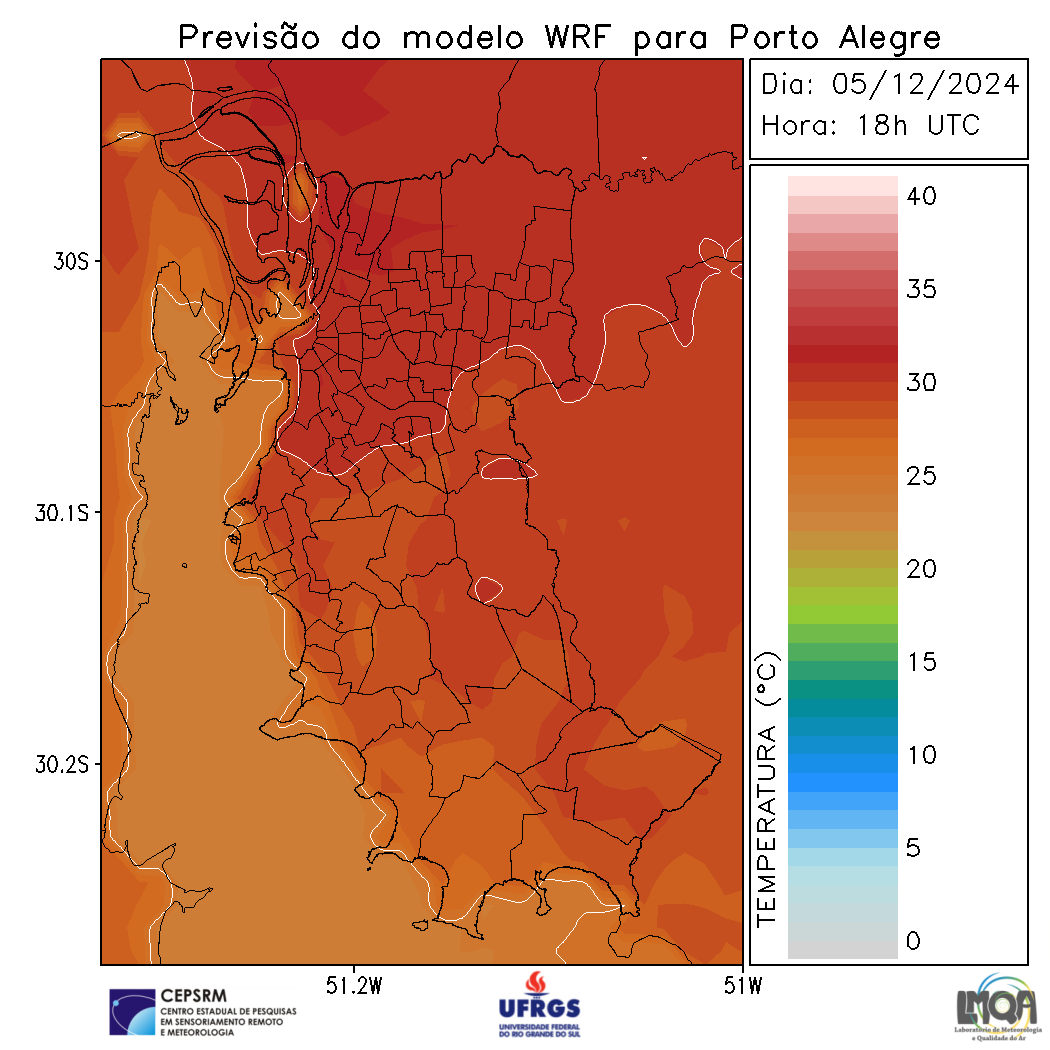 Previsão do modelo WRF para Porto Alegre
Dia: 05/12/2024
Hora: 18h UTC
40
35
30
25
20
15
10
5
0
TEMPERATURA (°C)
30S
30.1S
30.2S
51.2W
51W
CEPSRM
CENTRO ESTADUAL DE PESQUISAS
EM SENSORIAMENTO REMOTO
E METEOROLOGIA
UFRGS
UNIVERSIDADE FEDERAL
DO RIO GRANDE DO SUL
LMQA
Laboratório de Meteorologia
e Qualidade do Ar